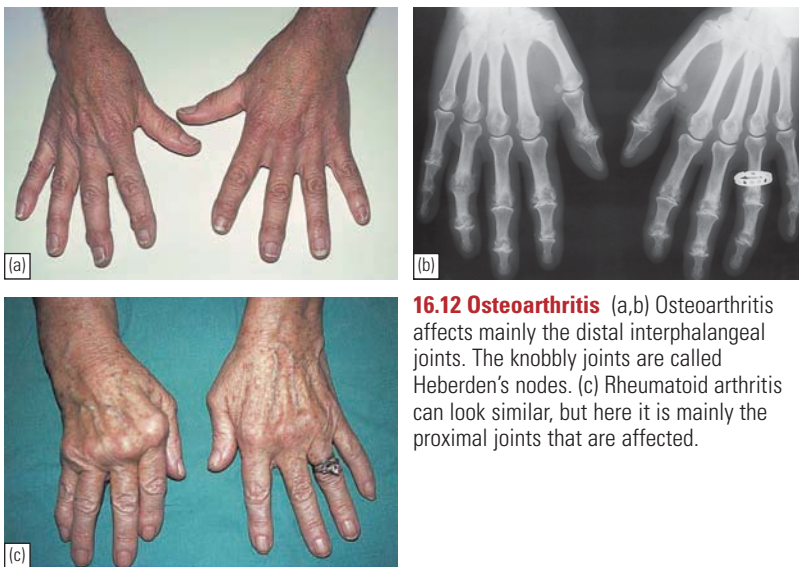 (a)
(b)
(c)
16.12 Osteoarthritis (a,b) Osteoarthritis
affects mainly the distal interphalangeal
joints. The knobbly joints are called
Heberden's nodes. (c) Rheumatoid arthritis
can look similar, but here it is mainly the
proximal joints that are affected.